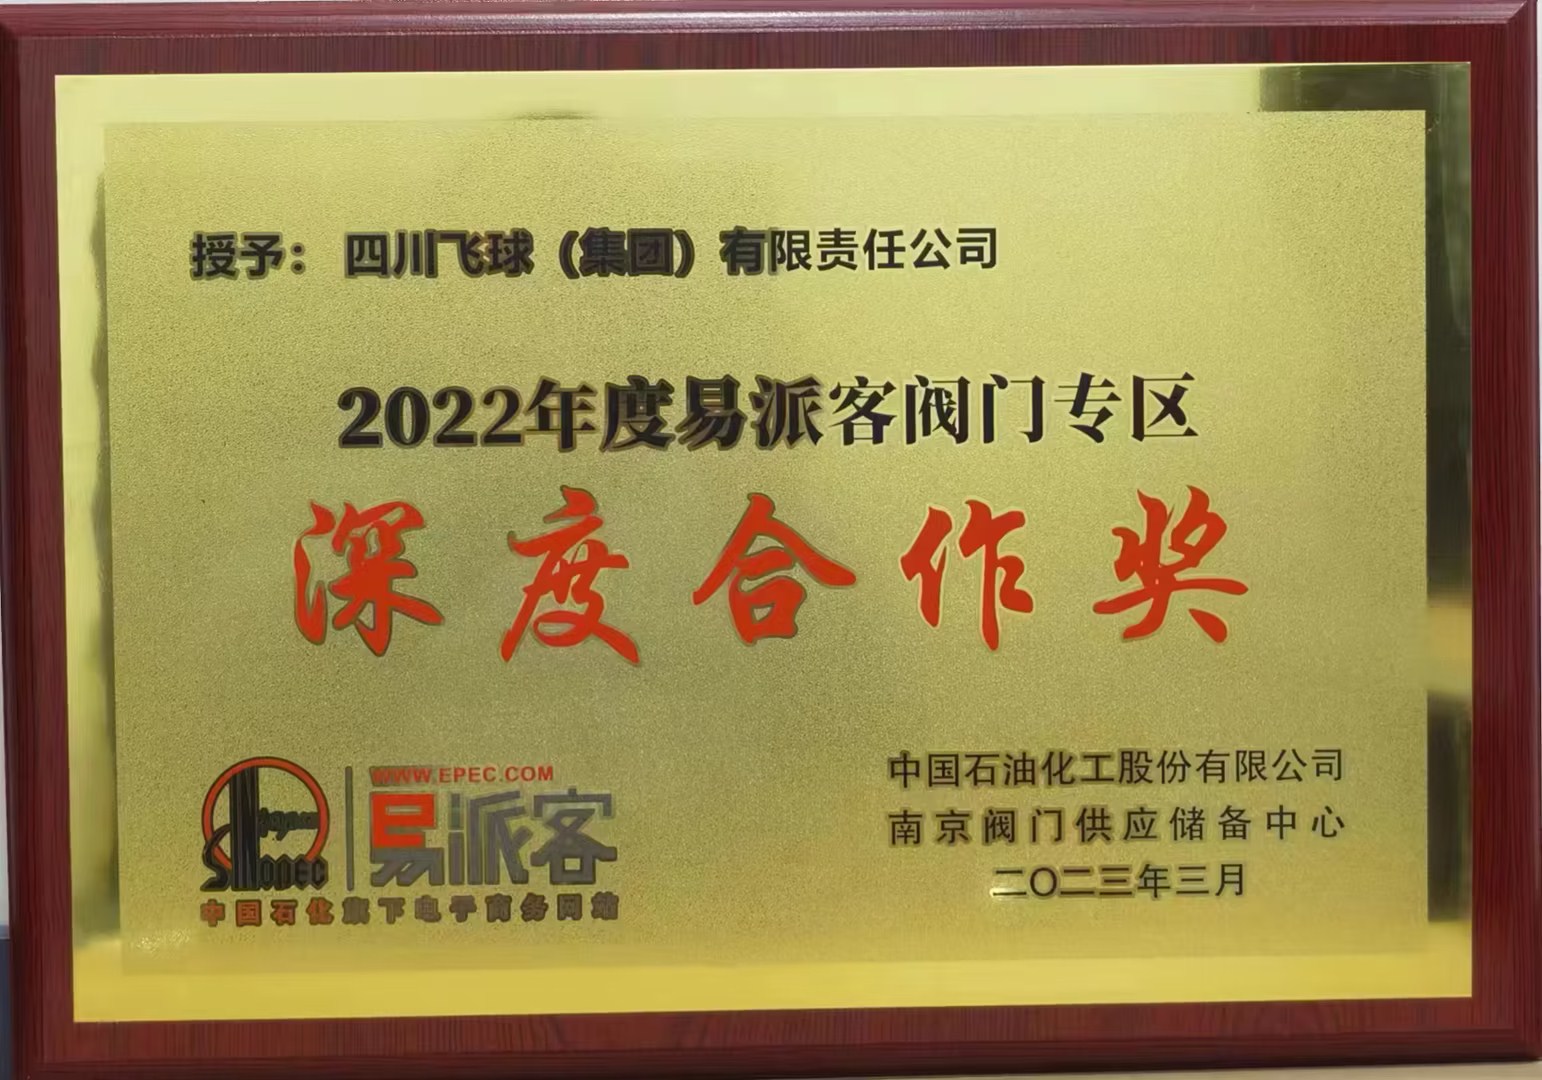 授予： 四川飞球（集团）有限责任公司
2022年度易派客阀门专区
深度合作奖
SINOPEC
WWW.EPEC.COM
易派客
中国石化旗下电子商务网站
中国石油化工股份有限公司
南京阀门供应储备中心
二〇二三年三月